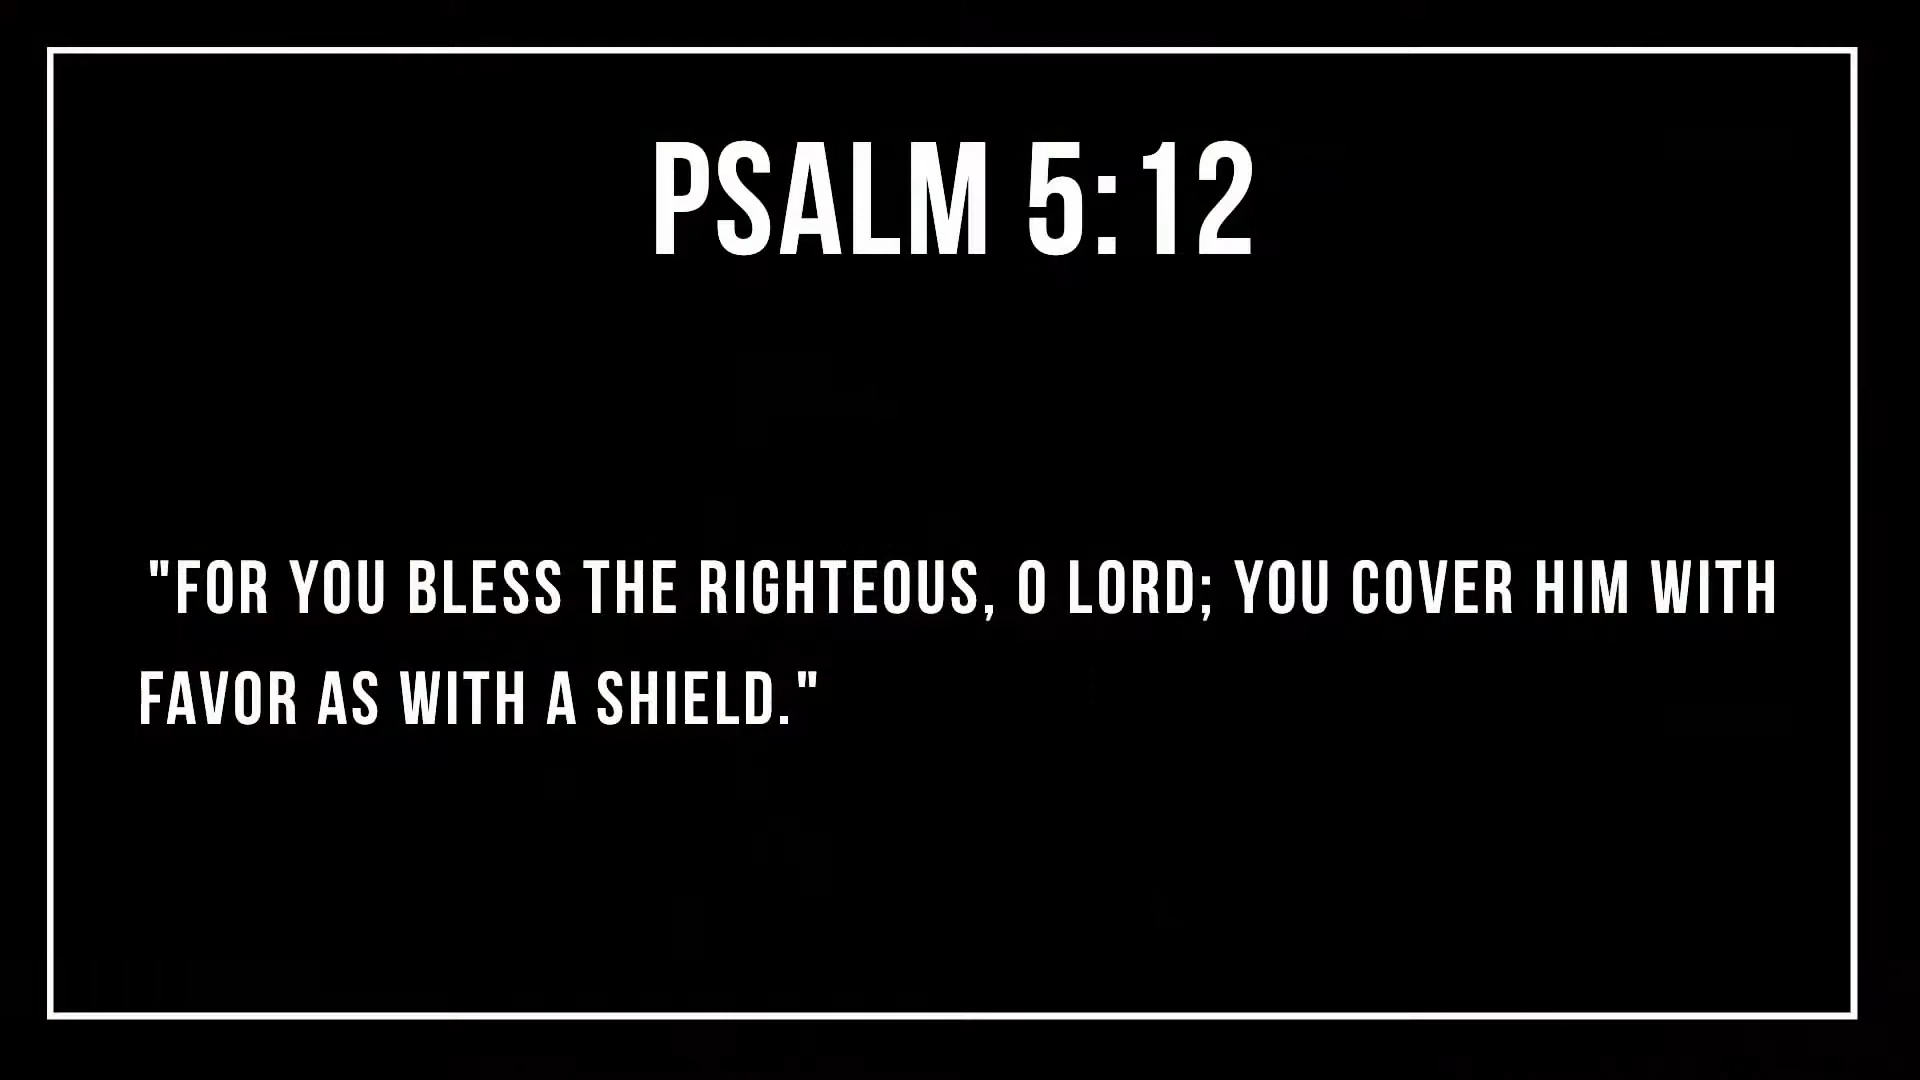 PSALM 5:12
"FOR YOU BLESS THE RIGHTEOUS, O LORD; YOU COVER HIM WITH
FAVOR AS WITH A SHIELD."